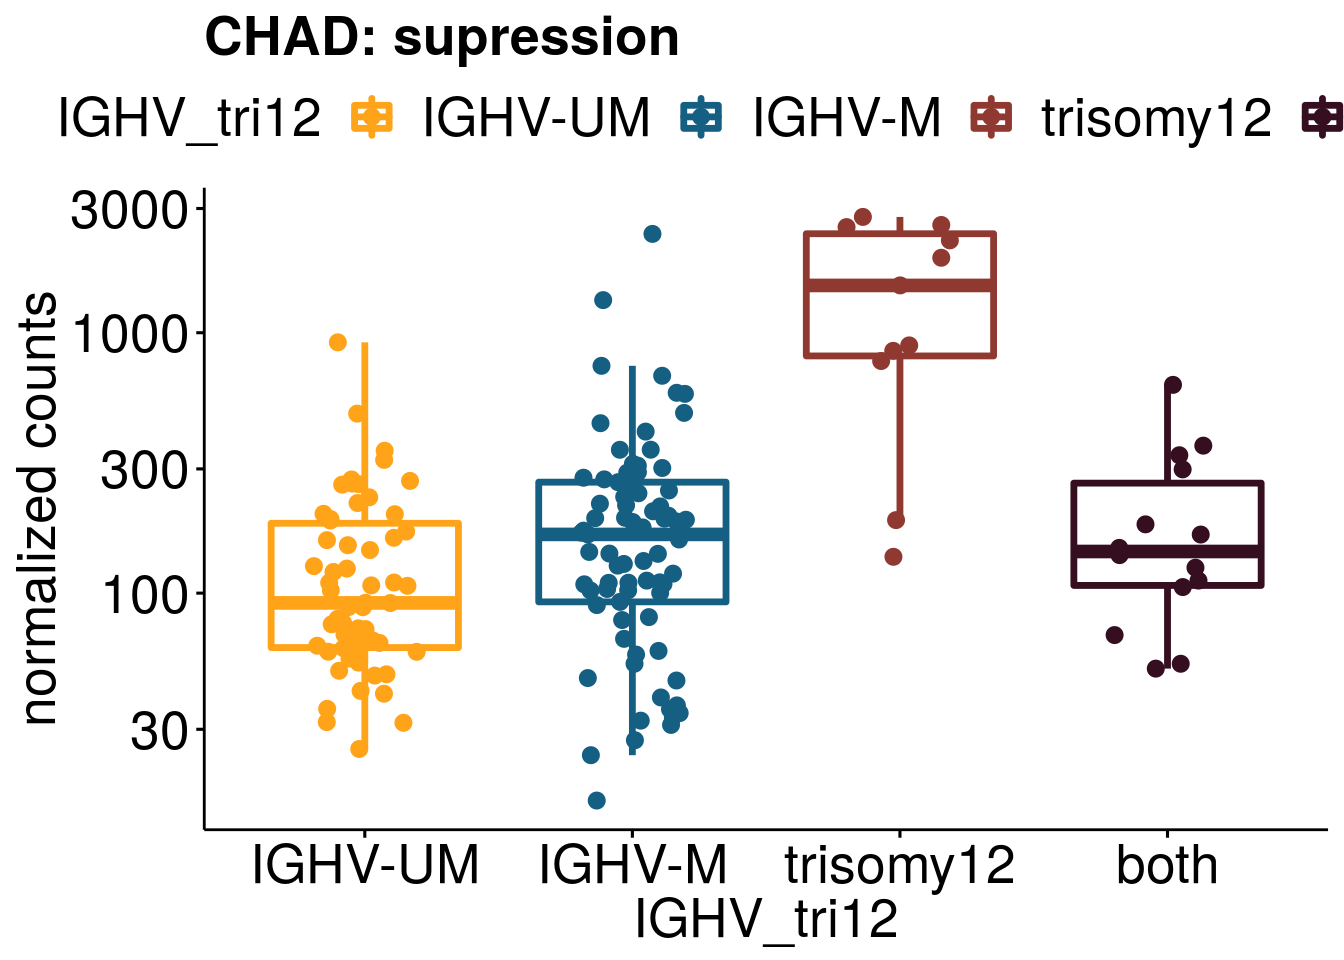 CHAD: supression
IGHV_tri12 IGHV-UM IGHV-M trisomy12
3000
1000
300
100
30
normalized counts
IGHV-UM IGHV-M trisomy12 both
IGHV_tri12